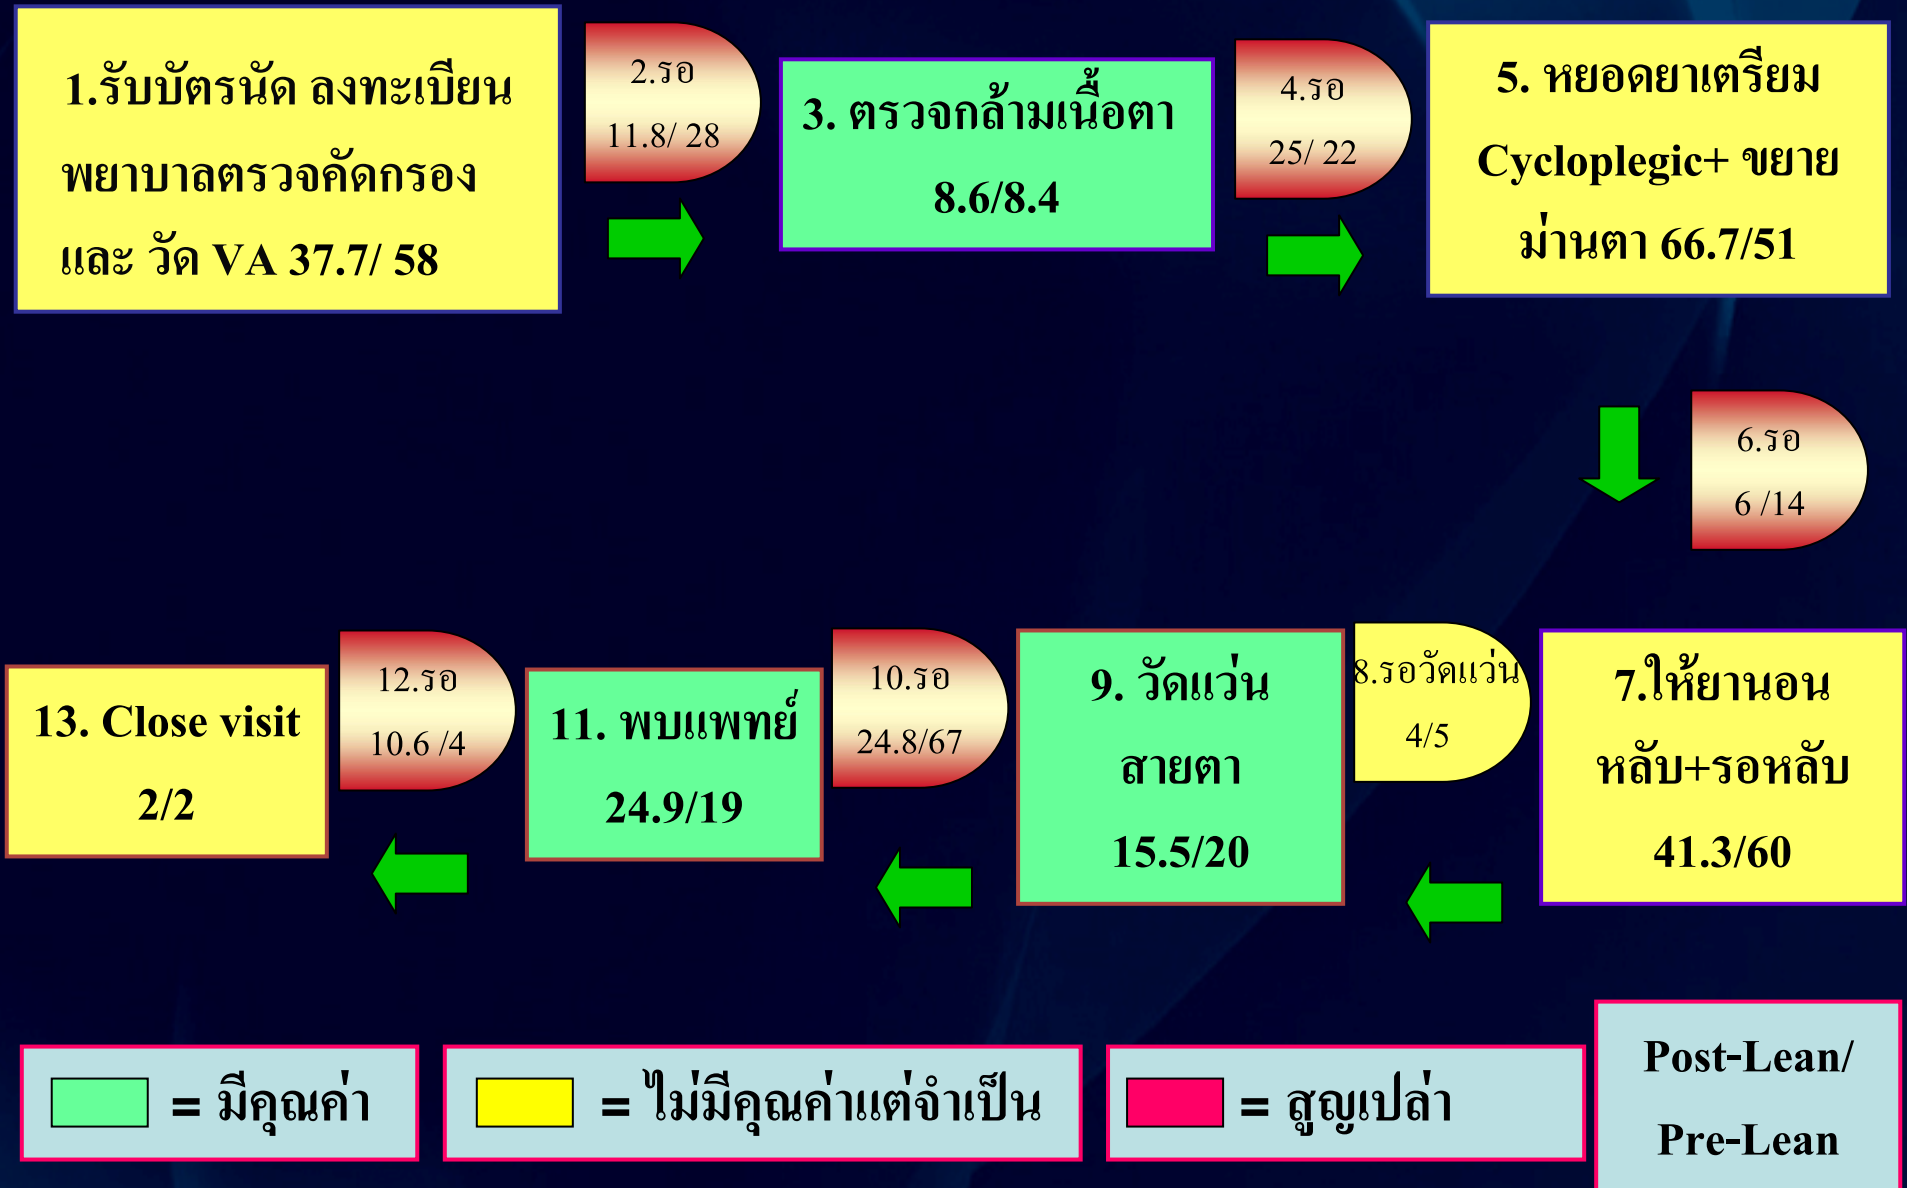 1.รับบัตรนัด ลงทะเบียน
พยาบาลตรวจคัดกรอง
และ วัด VA 37.7/ 58
2.รอ
11.8/ 28
3. ตรวจกล้ามเนื้อตา
8.6/8.4
4.รอ
25/ 22
5. หยอดยาเตรียม
Cycloplegic+ ขยาย
ม่านตา 66.7/51
6.รอ
6 /14
7.ให้ยานอน
หลับ+รอหลับ
41.3/60
8.รอวัดแว่น
4/5
9. วัดแว่น
สายตา
15.5/20
10.รอ
24.8/67
11. พบแพทย์
24.9/19
12.รอ
10.6 /4
13. Close visit
2/2
= มีคุณค่า
= ไม่มีคุณค่าแต่จำเป็น
= สูญเปล่า
Post-Lean/
Pre-Lean